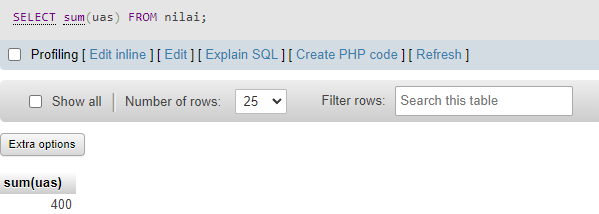 SELECT sum(uas) FROM nilai;
Profiling [ Edit inline ] [ Edit ] [ Explain SQL ] [ Create PHP code ] [ Refresh ]
Show all | Number of rows: 25 Filter rows: Search this table
Extra options
sum(uas)
400